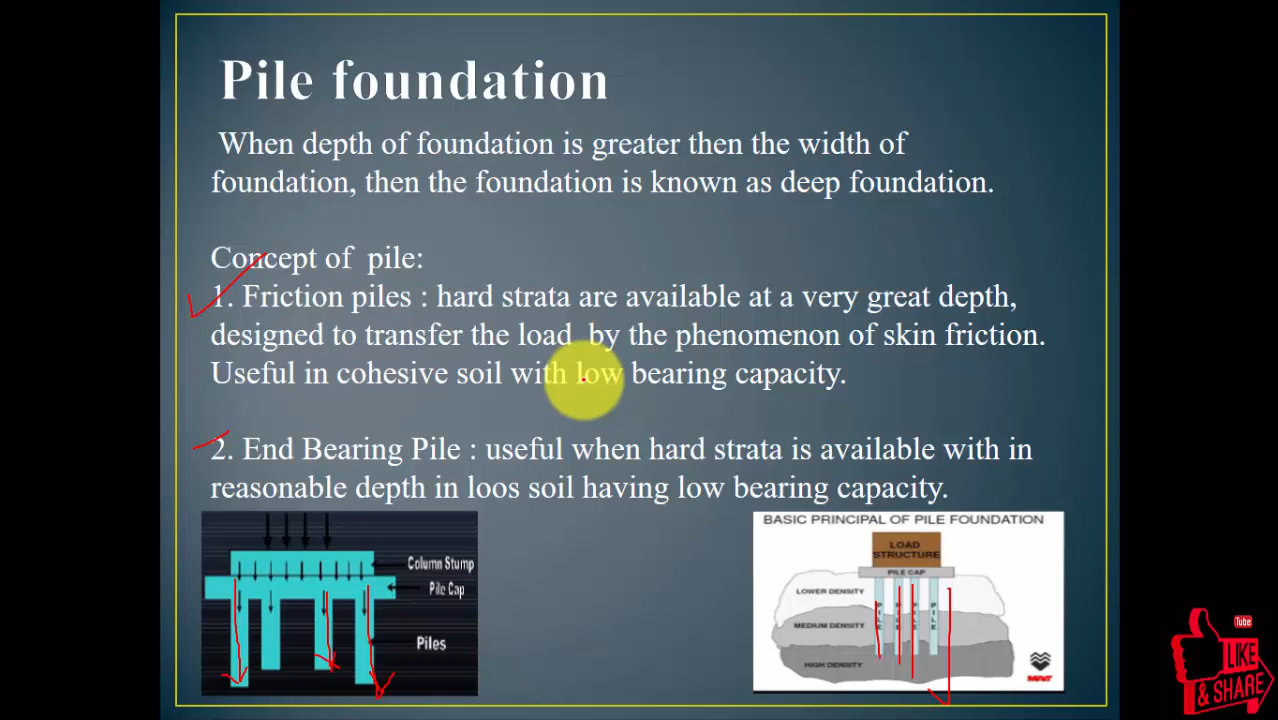 Pile foundation
When depth of foundation is greater then the width of
foundation, then the foundation is known as deep foundation.
Concept of pile:
1. Friction piles : hard strata are available at a very great depth,
designed to transfer the load by the phenomenon of skin friction.
Useful in cohesive soil with low bearing capacity.
2. End Bearing Pile : useful when hard strata is available with in
reasonable depth in loos soil having low bearing capacity.
Column Stump
Pile Cap
Piles
BASIC PRINCIPAL OF PILE FOUNDATION
LOAD
STRUCTURE
PILE CAP
LOWER DENSITY
MEDIUM DENSITY
HIGH DENSITY
PILE
PILE
PILE
PILE
Tube
LIKE
& SHARE